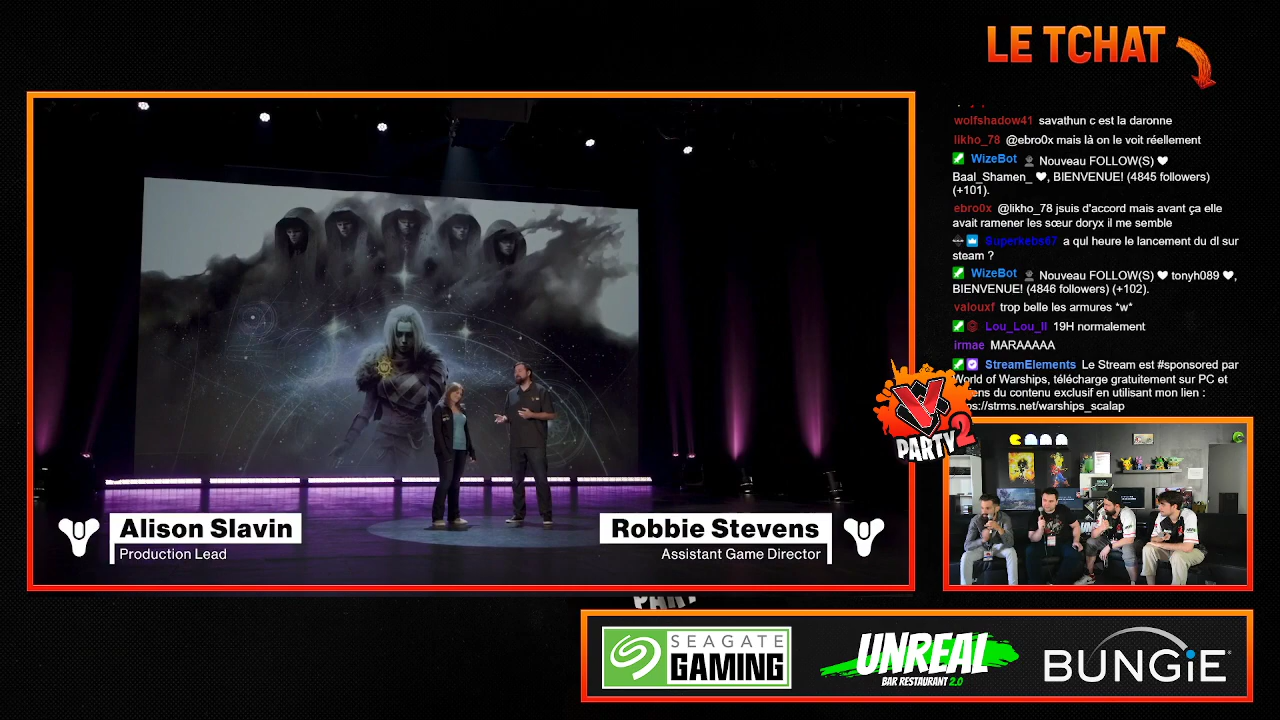 LE TCHAT
wolfshadow41 savathun c est la daronne
likho_78 @ebro0x mais là on le voit réellement
WizeBot Nouveau FOLLOW(S) ♥
Baal_Shamen_ ♥, BIENVENUE! (4845 followers)
(+101).
ebro0x @likho_78 jsuis d'accord mais avant ça elle
avait ramener les sœur doryx il me semble
Superkebs67 a qui heure le lancement du dl sur
steam ?
WizeBot Nouveau FOLLOW(S) ♥ tonyh089 ♥,
BIENVENUE! (4846 followers) (+102).
valouxf trop belle les armures *w*
Lou_Lou_II 19H normalement
irmae MARAAAAA
StreamElements Le Stream est #sponsored par
World of Warships, télécharge gratuitement sur PC et
du contenu exclusif en utilisant mon lien :
//strms.net/warships_scalap
V
PARTY 2
Alison Slavin
Production Lead
Robbie Stevens
Assistant Game Director
PARTY
SEAGATE
GAMING
UNREAL
BAR RESTAURANT 2.0
BUNGiE